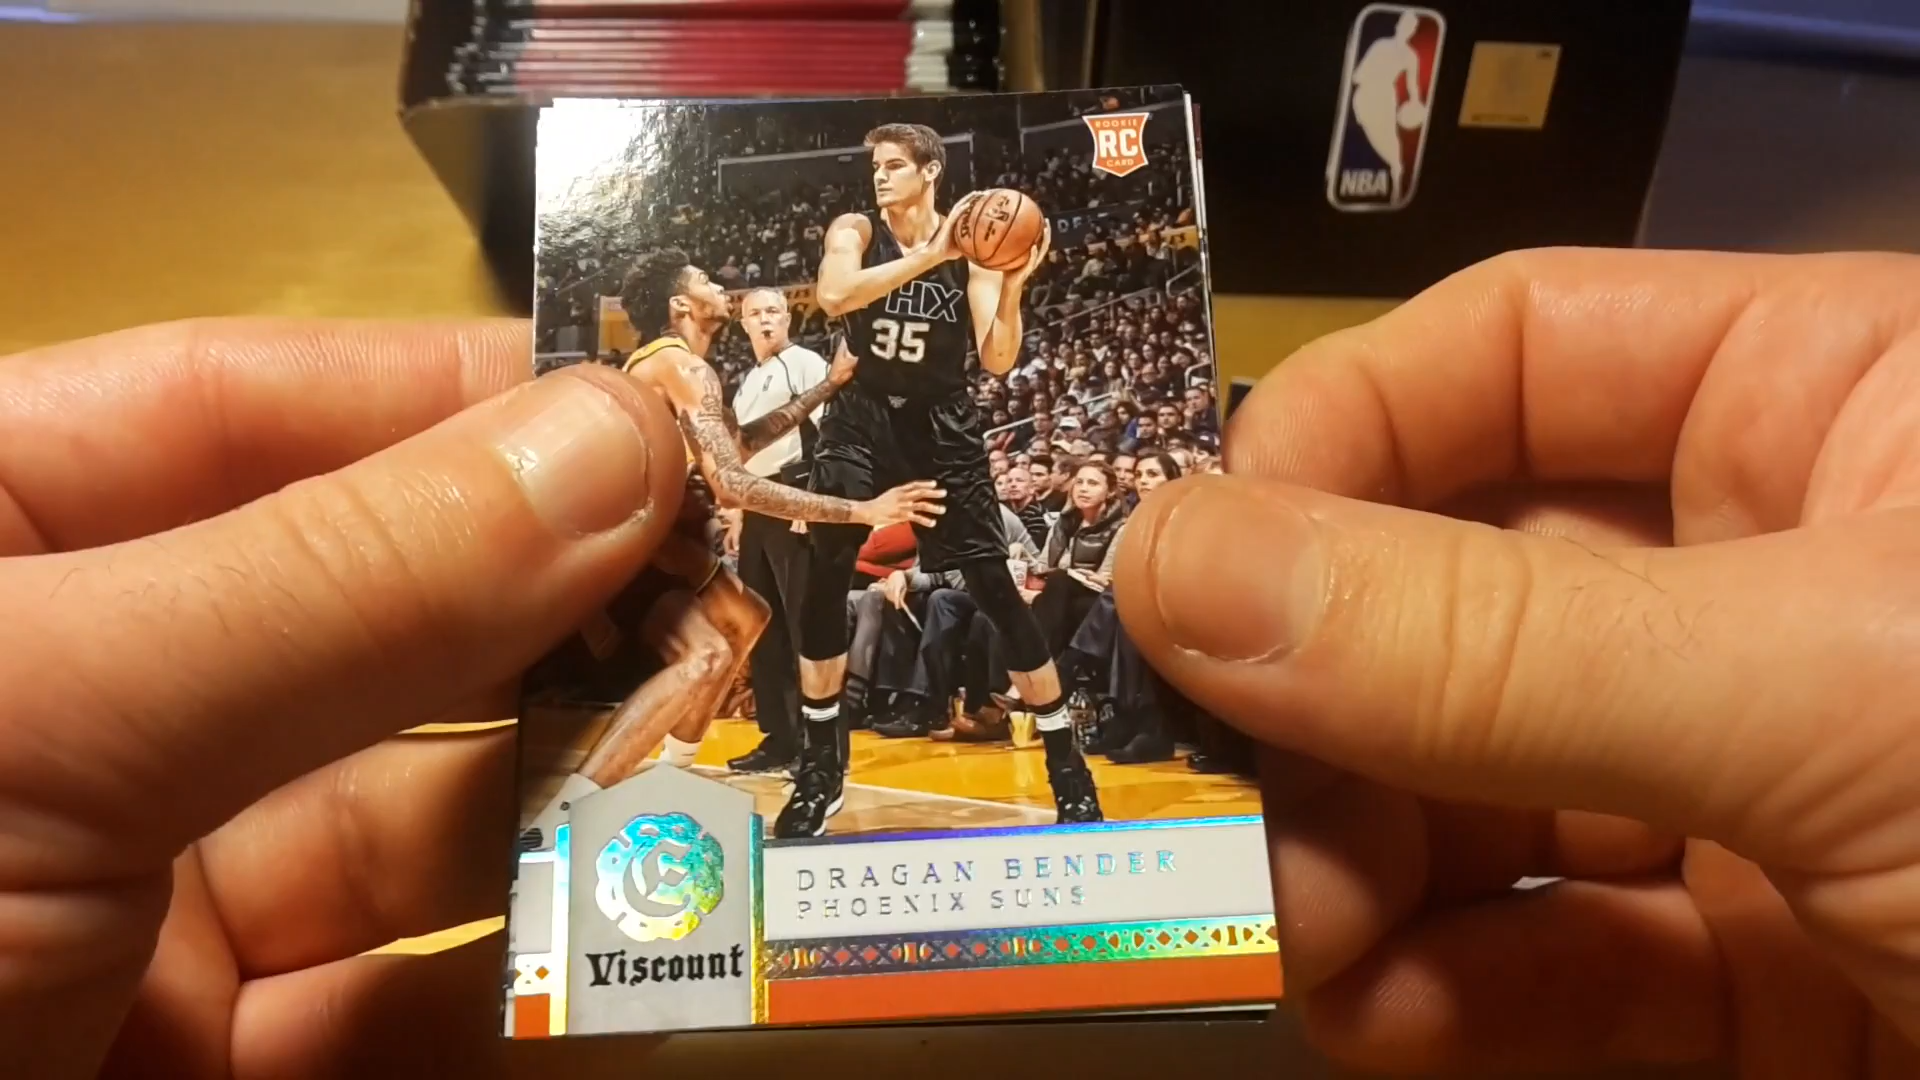 NBA
ROOKIE
RC
CARD
HX
35
DRAGAN BENDER
PHOENIX SUNS
Viscount